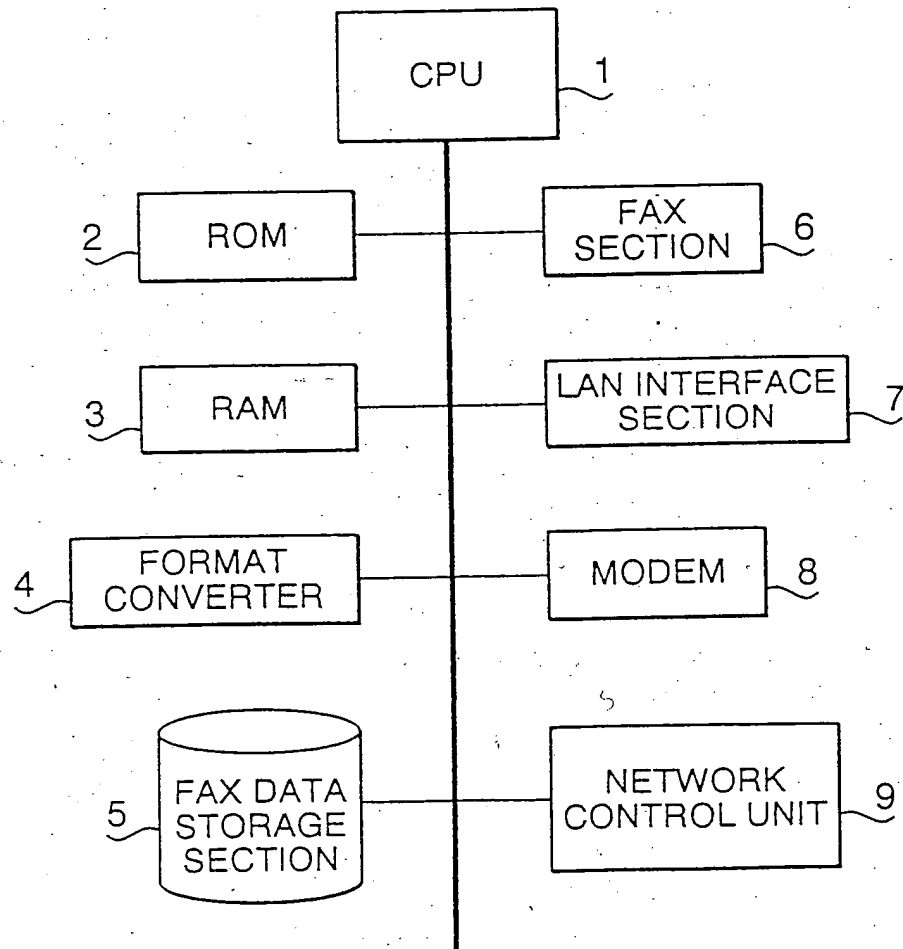 CPU
1
2
ROM
FAX
SECTION
6
3
RAM
LAN INTERFACE
SECTION
7
4
FORMAT
CONVERTER
MODEM
8
5
FAX DATA
STORAGE
SECTION
NETWORK
CONTROL UNIT
9